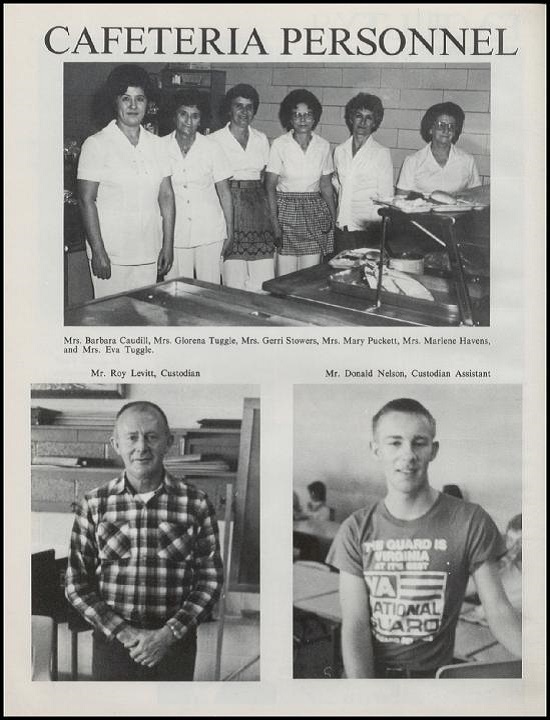 CAFETERIA PERSONNEL
Mrs. Barbara Caudill, Mrs. Glorena Tuggle, Mrs. Gerri Stowers, Mrs. Mary Puckett, Mrs. Marlene Havens,
and Mrs. Eva Tuggle.
Mr. Roy Levitt, Custodian
Mr. Donald Nelson, Custodian Assistant
THE GUARD IS
VIRGINIA
AT ITS BEST
VA
NATIONAL
GUARD